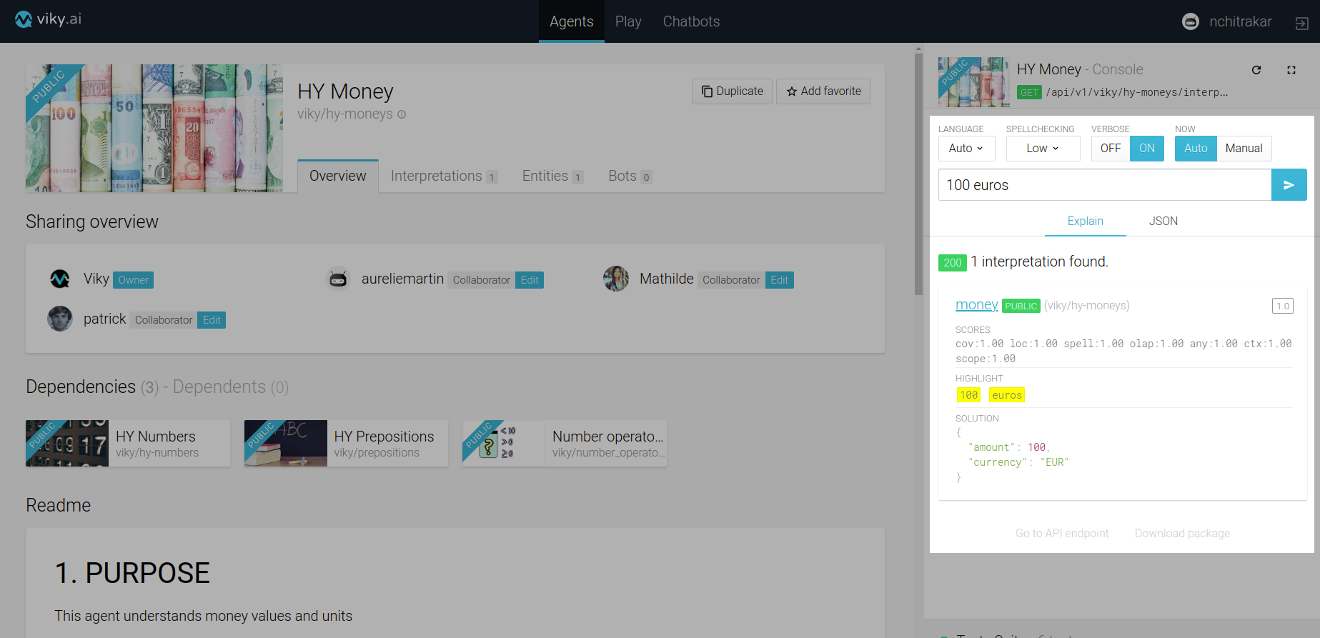 viky.ai
Agents Play Chatbots
nchitrakar
PUBLIC
HY Money
viky/hy-moneys
Duplicate
Add favorite
Overview
Interpretations 1
Entities 1
Bots 0
Sharing overview
Viky Owner
aureliemartin Collaborator Edit
Mathilde Collaborator Edit
patrick Collaborator Edit
Dependencies (3) - Dependents (0)
PUBLIC
HY Numbers
viky/hy-numbers
PUBLIC
HY Prepositions
viky/prepositions
PUBLIC
Number operato...
viky/number_operato...
Readme
1. PURPOSE
This agent understands money values and units
PUBLIC
HY Money - Console
GET /api/v1/viky/hy-moneys/interp...
LANGUAGE SPELLCHECKING VERBOSE NOW
Auto Low OFF ON Auto Manual
100 euros
Explain JSON
200 1 interpretation found.
money PUBLIC (viky/hy-moneys) 1.0
SCORES
cov:1.00 loc:1.00 spell:1.00 olap:1.00 any:1.00 ctx:1.00
scope:1.00
HIGHLIGHT
100 euros
SOLUTION
{
"amount": 100,
"currency": "EUR"
}
Go to API endpoint Download package